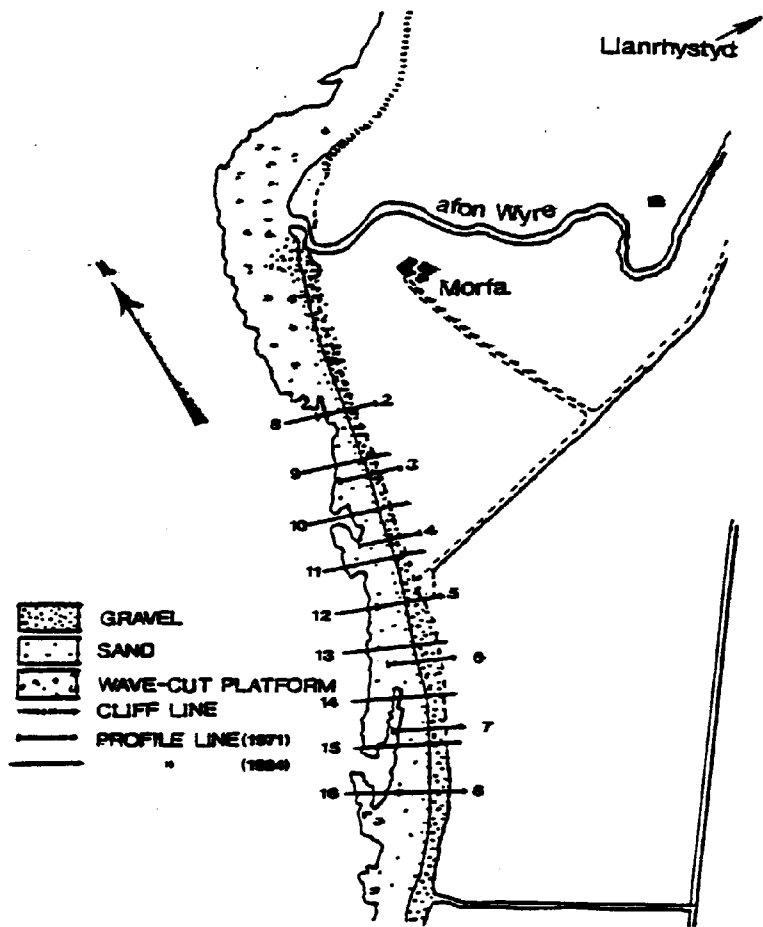 Llanrhystyd
afon Wyre
Morfa
8 2
9 3
10
4
11
12 5
13
6
14
7
15
16 8
GRAVEL
SAND
WAVE-CUT PLATFORM
CLIFF LINE
PROFILE LINE (1971)
" (1984)